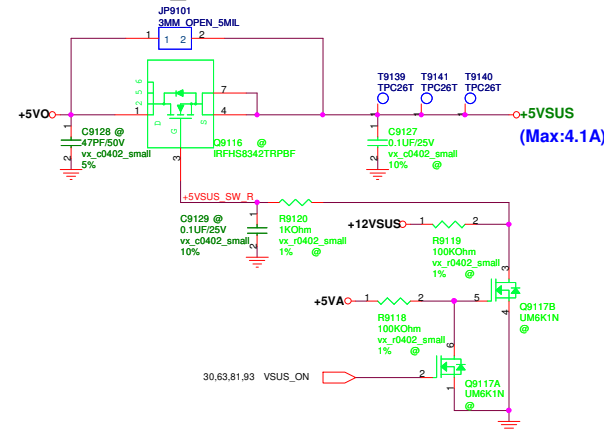 JP9101
3MM_OPEN_5MIL
1 1 2 2
+5VO
1 2 5 6
D
S
G
7
4
3
C9128 @
47PF/50V
vx_c0402_small
5%
1
2
Q9116 @
IRFHS8342TRPBF
T9139
TPC26T
T9141
TPC26T
T9140
TPC26T
+5VSUS
(Max:4.1A)
C9127
0.1UF/25V
vx_c0402_small
10% @
1
2
+5VSUS_SW_R
C9129 @
0.1UF/25V
vx_c0402_small
10%
1
2
R9120
1KOhm
vx_r0402_small
1% @
+12VSUS
1 2
R9119
100KOhm
vx_r0402_small
1% @
3
5
4
Q9117B
UM6K1N
@
+5VA
1 2
R9118
100KOhm
vx_r0402_small
1% @
6
2
1
Q9117A
UM6K1N
@
30,63,81,93 VSUS_ON